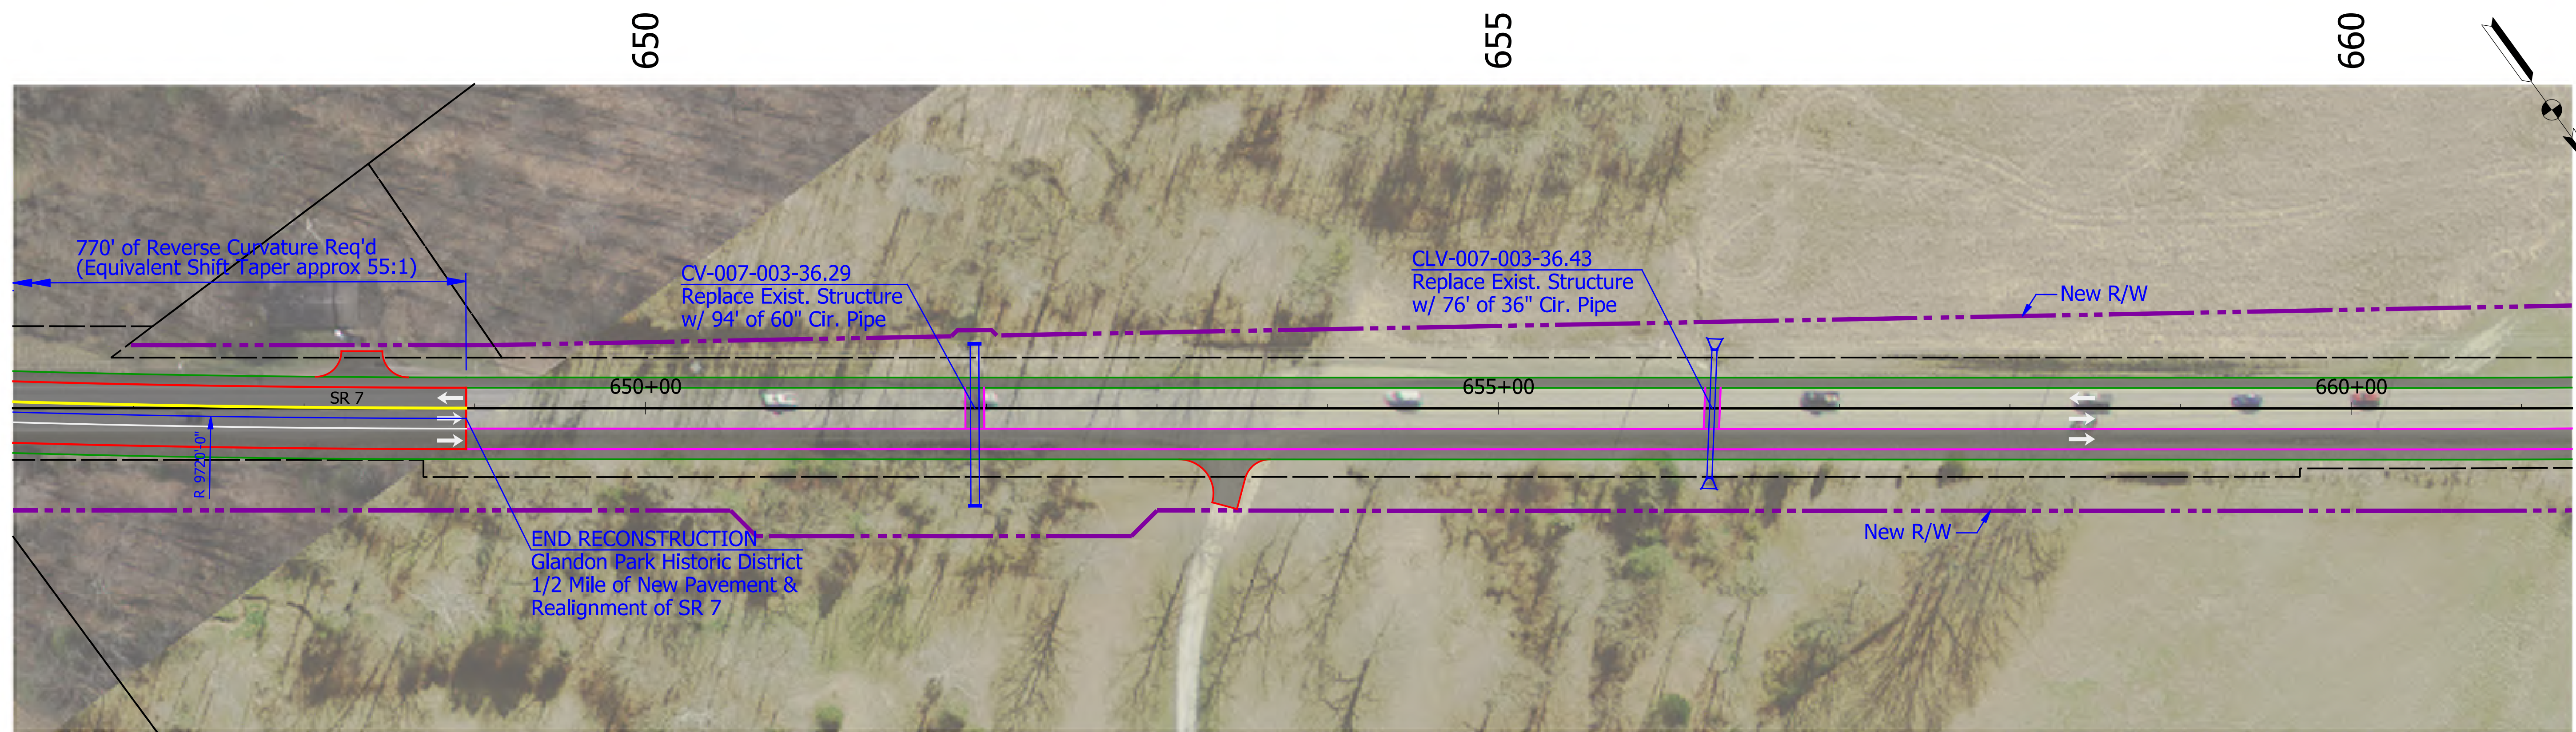 650
655
660
770' of Reverse Curvature Req'd
(Equivalent Shift Taper approx 55:1)
CV-007-003-36.29
Replace Exist. Structure
w/ 94' of 60" Cir. Pipe
CLV-007-003-36.43
Replace Exist. Structure
w/ 76' of 36" Cir. Pipe
New R/W
SR 7
650+00
655+00
660+00
R 9720'-0"
END RECONSTRUCTION
Glandon Park Historic District
1/2 Mile of New Pavement &
Realignment of SR 7
New R/W